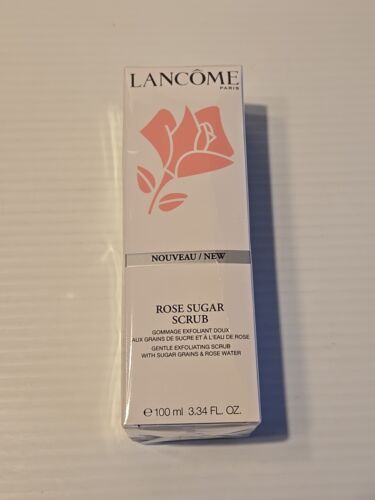 LANCÔME
PARIS
NOUVEAU / NEW
ROSE SUGAR
SCRUB
GOMMAGE EXFOLIANT DOUX
AUX GRAINS DE SUCRE ET À L'EAU DE ROSE
GENTLE EXFOLIATING SCRUB
WITH SUGAR GRAINS & ROSE WATER
℮ 100 ml 3.34 FL. OZ.